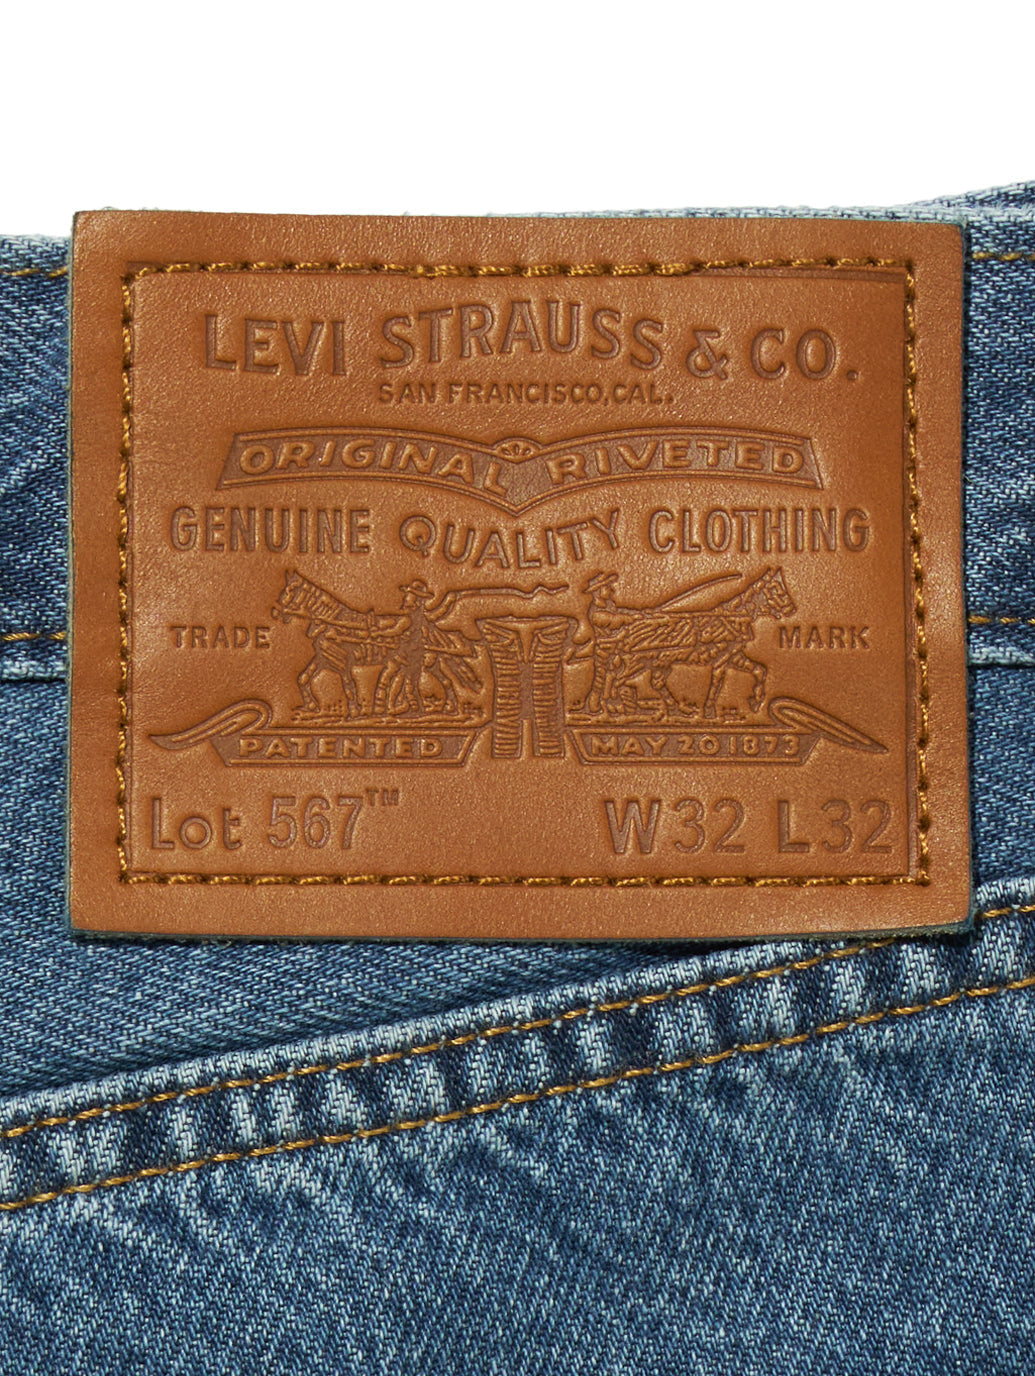 LEVI STRAUSS & CO.
SAN FRANCISCO, CAL.
ORIGINAL RIVETED
GENUINE QUALITY CLOTHING
TRADE MARK
PATENTED MAY 20 1873
Lot 567™ W32 L32